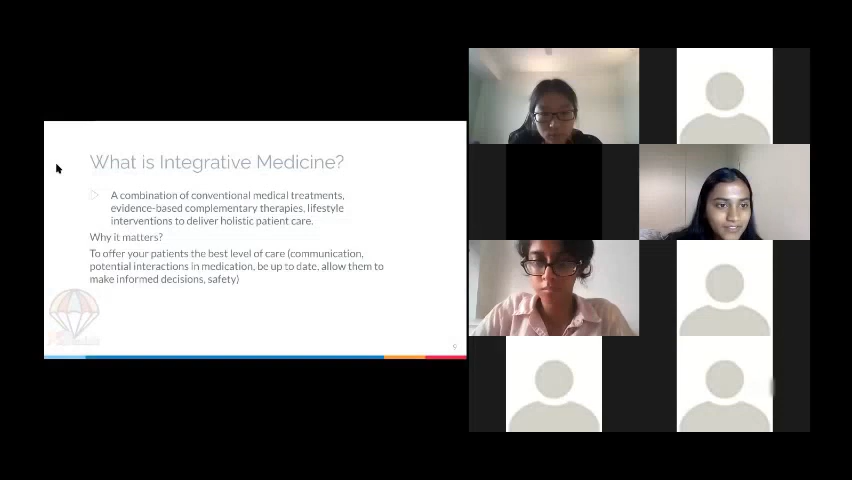 What is Integrative Medicine?
A combination of conventional medical treatments,
evidence-based complementary therapies, lifestyle
interventions to deliver holistic patient care.
Why it matters?
To offer your patients the best level of care (communication,
potential interactions in medication, be up to date, allow them to
make informed decisions, safety)
9